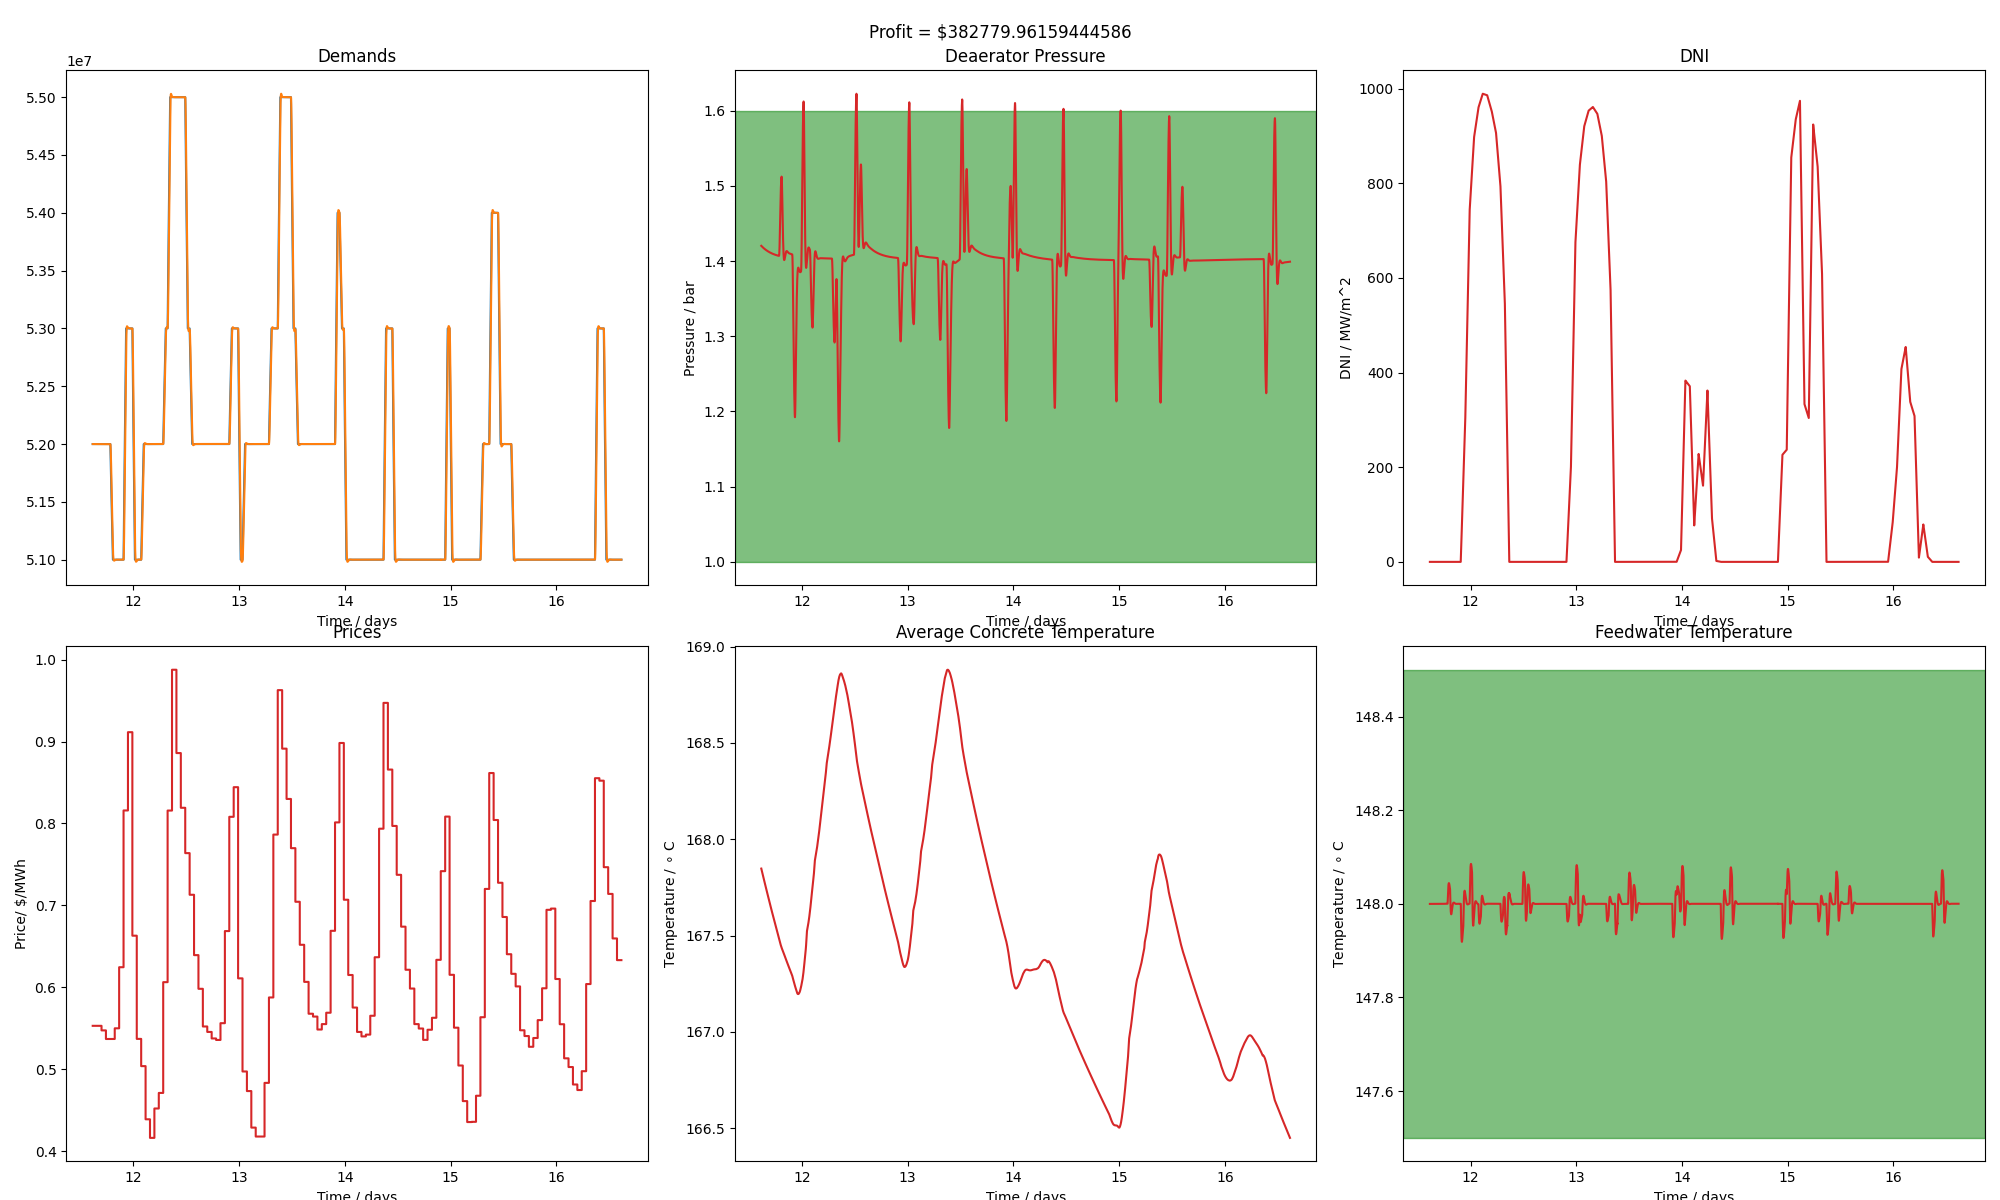 Profit = $382779.96159444586
Demands
1e7
5.50
5.45
5.40
5.35
5.30
5.25
5.20
5.15
5.10
12 13 14 15 16
Time / days
Deaerator Pressure
Pressure / bar
1.6
1.5
1.4
1.3
1.2
1.1
1.0
12 13 14 15 16
Time / days
DNI
DNI / MW/m^2
1000
800
600
400
200
0
12 13 14 15 16
Time / days
Prices
Price/ $/MWh
1.0
0.9
0.8
0.7
0.6
0.5
0.4
12 13 14 15 16
Time / days
Average Concrete Temperature
Temperature / ∘ C
169.0
168.5
168.0
167.5
167.0
166.5
12 13 14 15 16
Time / days
Feedwater Temperature
Temperature / ∘ C
148.4
148.2
148.0
147.8
147.6
12 13 14 15 16
Time / days